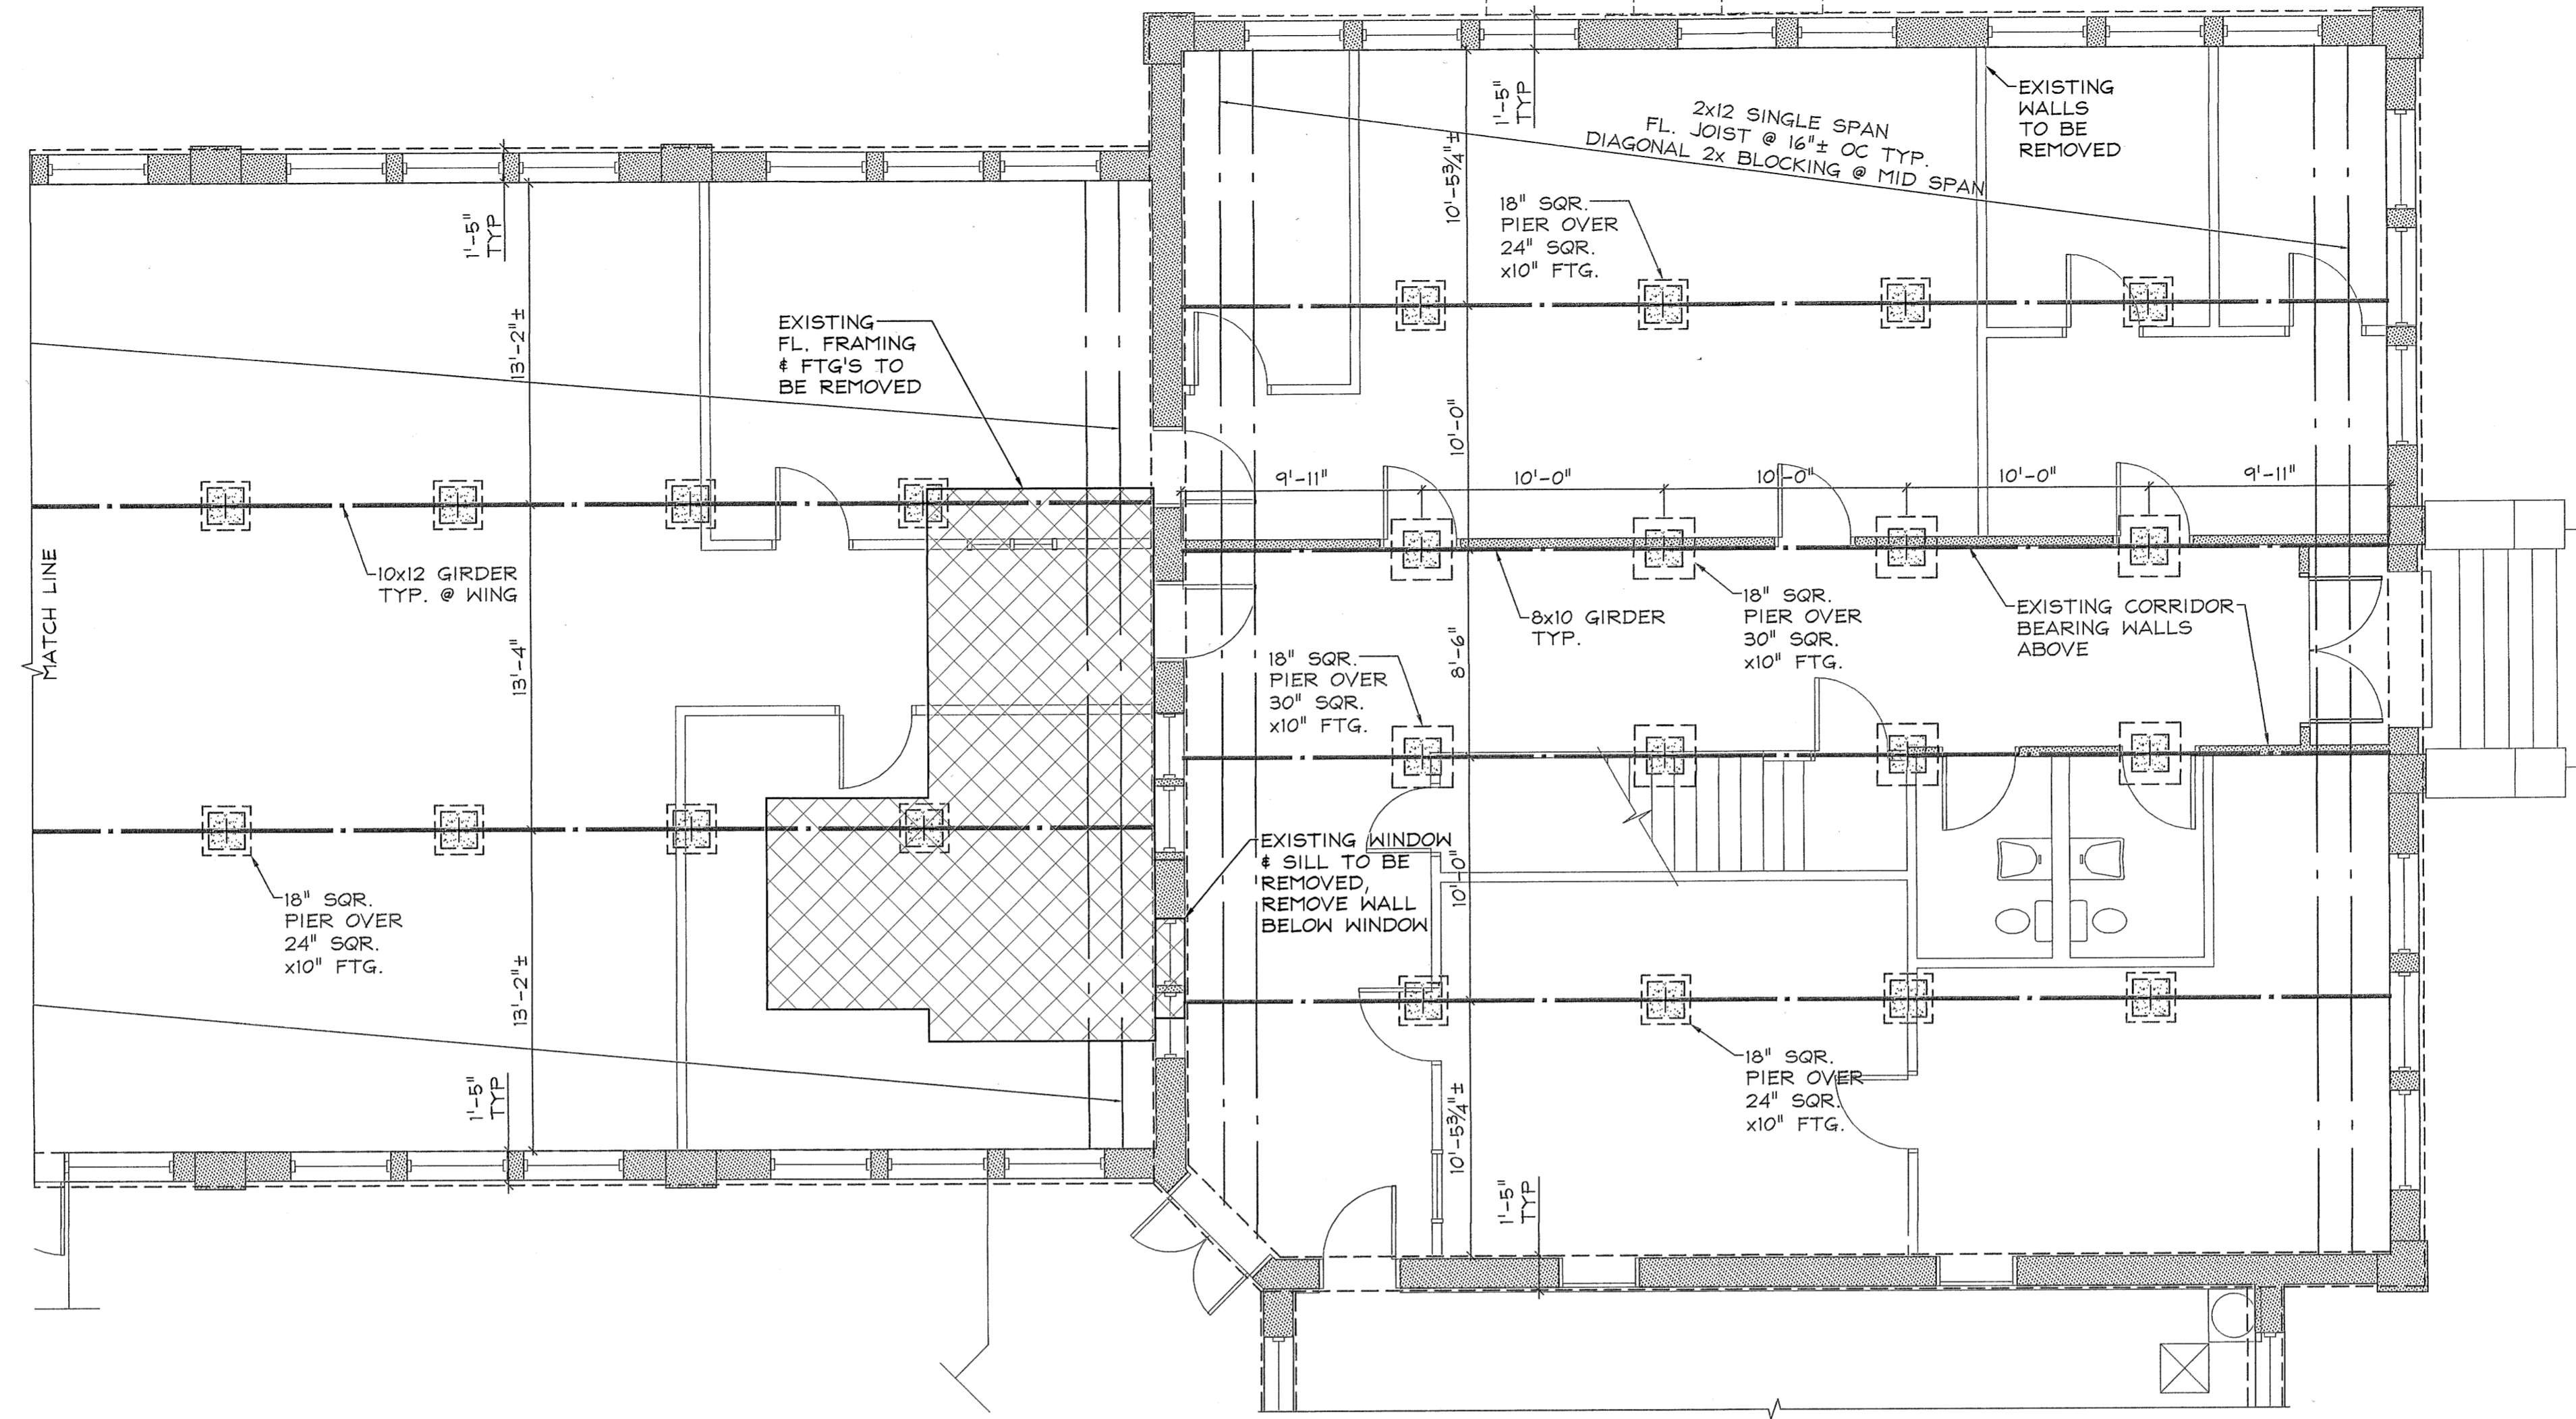 1'-5"
TYP
EXISTING
WALLS
TO BE
REMOVED
2x12 SINGLE SPAN
FL. JOIST @ 16"± OC TYP.
DIAGONAL 2x BLOCKING @ MID SPAN
10'-5¾"±
18" SQR.
PIER OVER
24" SQR.
x10" FTG.
1'-5"
TYP
13'-2"±
EXISTING
FL. FRAMING
& FTG'S TO
BE REMOVED
10'-0"
9'-11"
10'-0"
10'-0"
10'-0"
9'-11"
MATCH LINE
10x12 GIRDER
TYP. @ WING
13'-4"
8'-6"
8x10 GIRDER
TYP.
18" SQR.
PIER OVER
30" SQR.
x10" FTG.
EXISTING CORRIDOR
BEARING WALLS
ABOVE
18" SQR.
PIER OVER
30" SQR.
x10" FTG.
EXISTING WINDOW
& SILL TO BE
REMOVED,
REMOVE WALL
BELOW WINDOW
10'-0"
18" SQR.
PIER OVER
24" SQR.
x10" FTG.
13'-2"±
18" SQR.
PIER OVER
24" SQR.
x10" FTG.
10'-5¾"±
1'-5"
TYP
1'-5"
TYP